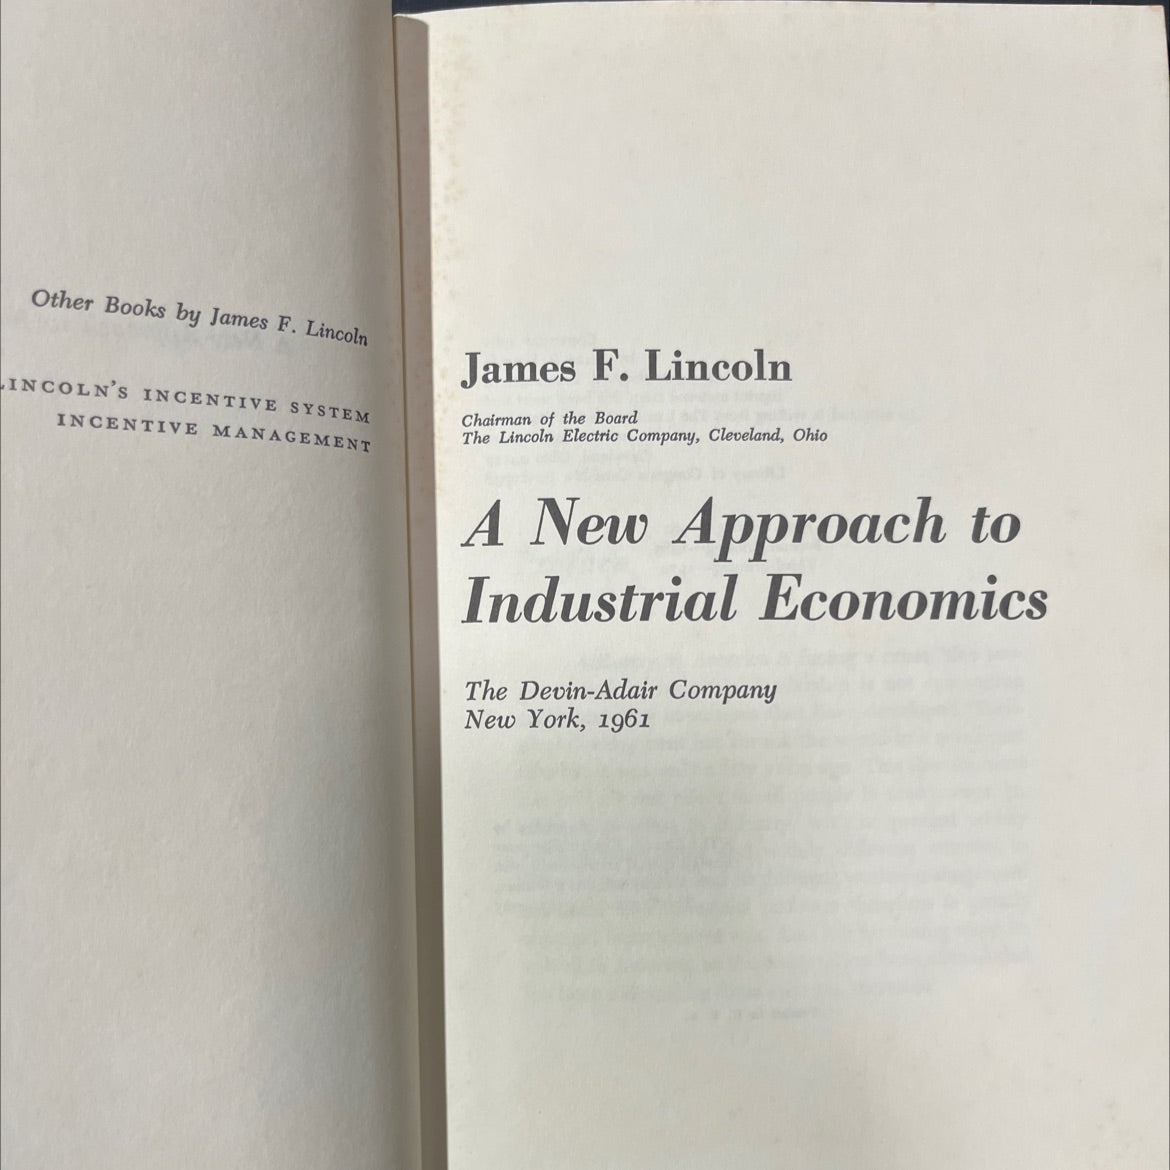 Other Books by James F. Lincoln
LINCOLN'S INCENTIVE SYSTEM
INCENTIVE MANAGEMENT
James F. Lincoln
Chairman of the Board
The Lincoln Electric Company, Cleveland, Ohio
A New Approach to
Industrial Economics
The Devin-Adair Company
New York, 1961